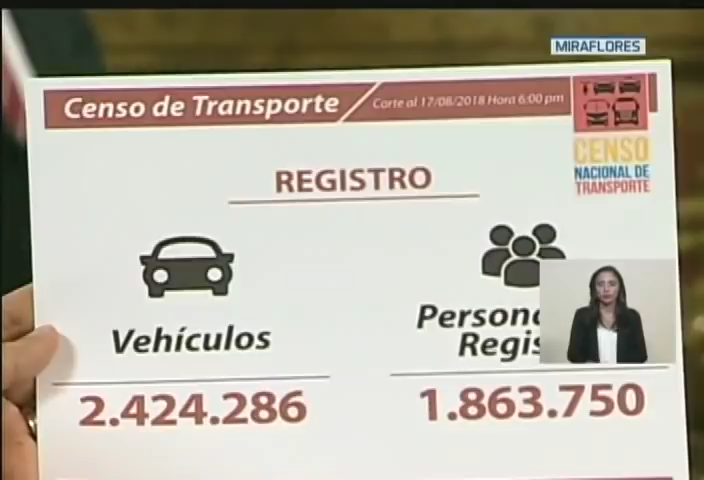 MIRAFLORES
Censo de Transporte
Corte al 17/08/2018 Hora 6:00 pm
CENSO
NACIONAL DE
TRANSPORTE
REGISTRO
Vehículos
2.424.286
1.863.750